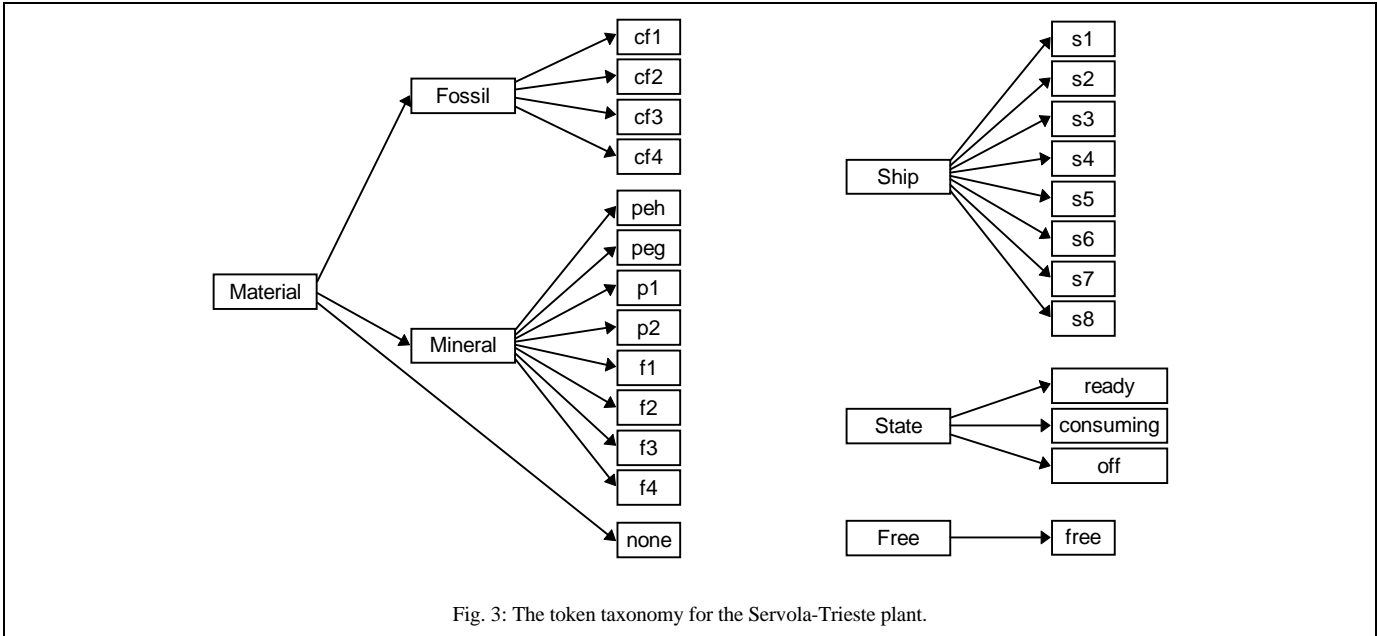 Material
Fossil
cf1
cf2
cf3
cf4
Mineral
peh
peg
p1
p2
f1
f2
f3
f4
none
Ship
s1
s2
s3
s4
s5
s6
s7
s8
State
ready
consuming
off
Free
free
Fig. 3: The token taxonomy for the Servola-Trieste plant.